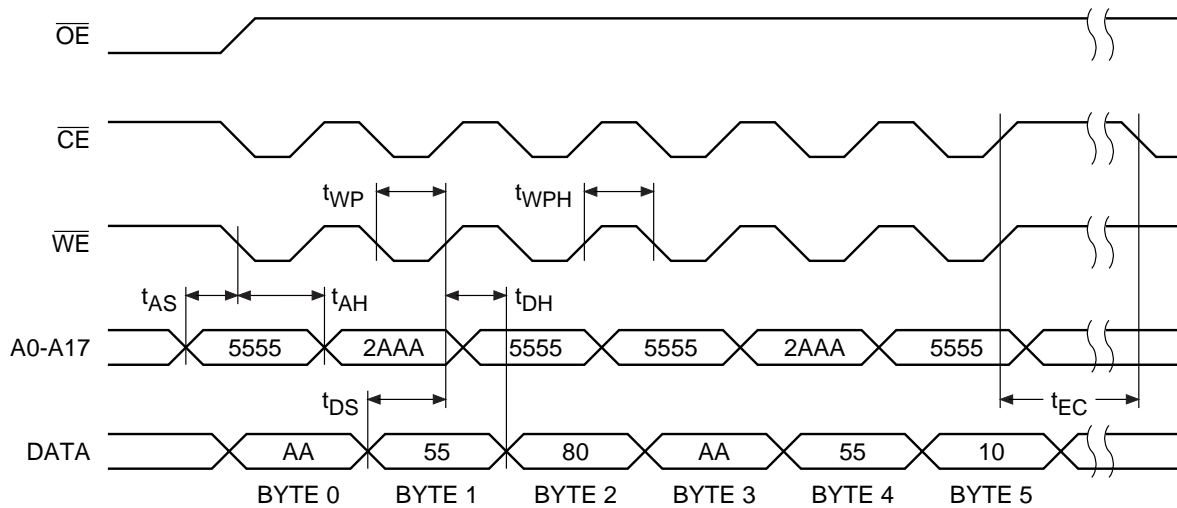 OE
CE
tWP tWPH
WE
tAS tAH tDH
A0-A17 5555 2AAA 5555 5555 2AAA 5555
tDS tEC
DATA AA 55 80 AA 55 10
BYTE 0 BYTE 1 BYTE 2 BYTE 3 BYTE 4 BYTE 5